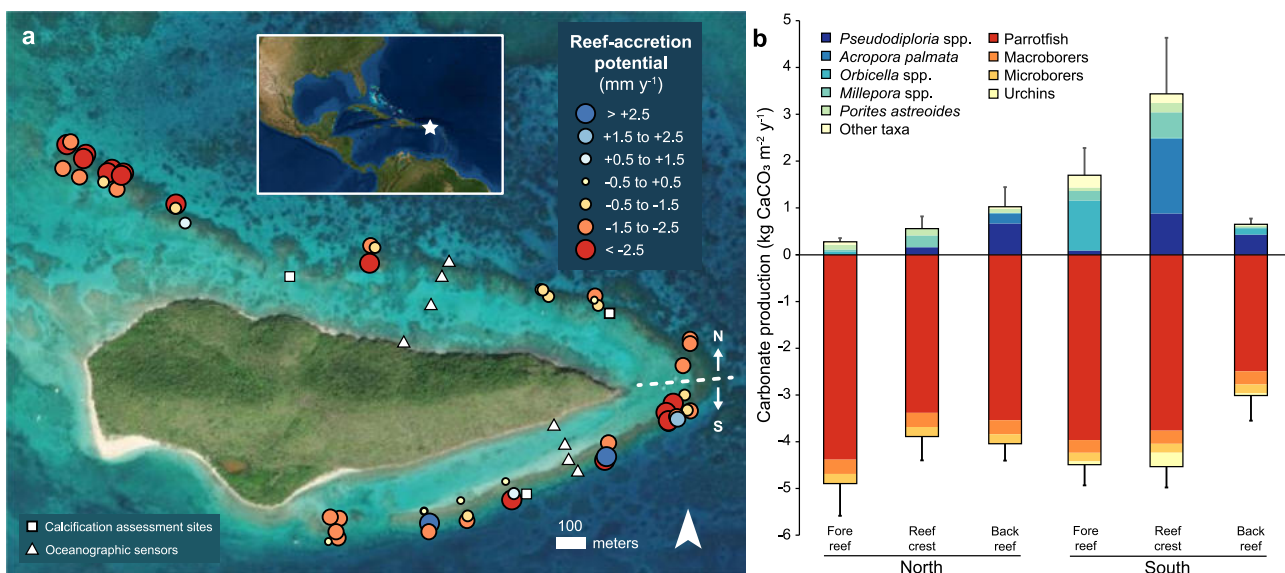 a
Reef-accretion
potential
(mm y⁻¹)
> +2.5
+1.5 to +2.5
+0.5 to +1.5
-0.5 to +0.5
-0.5 to -1.5
-1.5 to -2.5
< -2.5
N
S
Calcification assessment sites
Oceanographic sensors
100
meters
b
Carbonate production (kg CaCO₃ m⁻² y⁻¹)
5
4
3
2
1
0
-1
-2
-3
-4
-5
-6
Pseudodiploria spp.
Acropora palmata
Orbicella spp.
Millepora spp.
Porites astreoides
Other taxa
Parrotfish
Macroborers
Microborers
Urchins
Fore reef
Reef crest
Back reef
Fore reef
Reef crest
Back reef
North
South